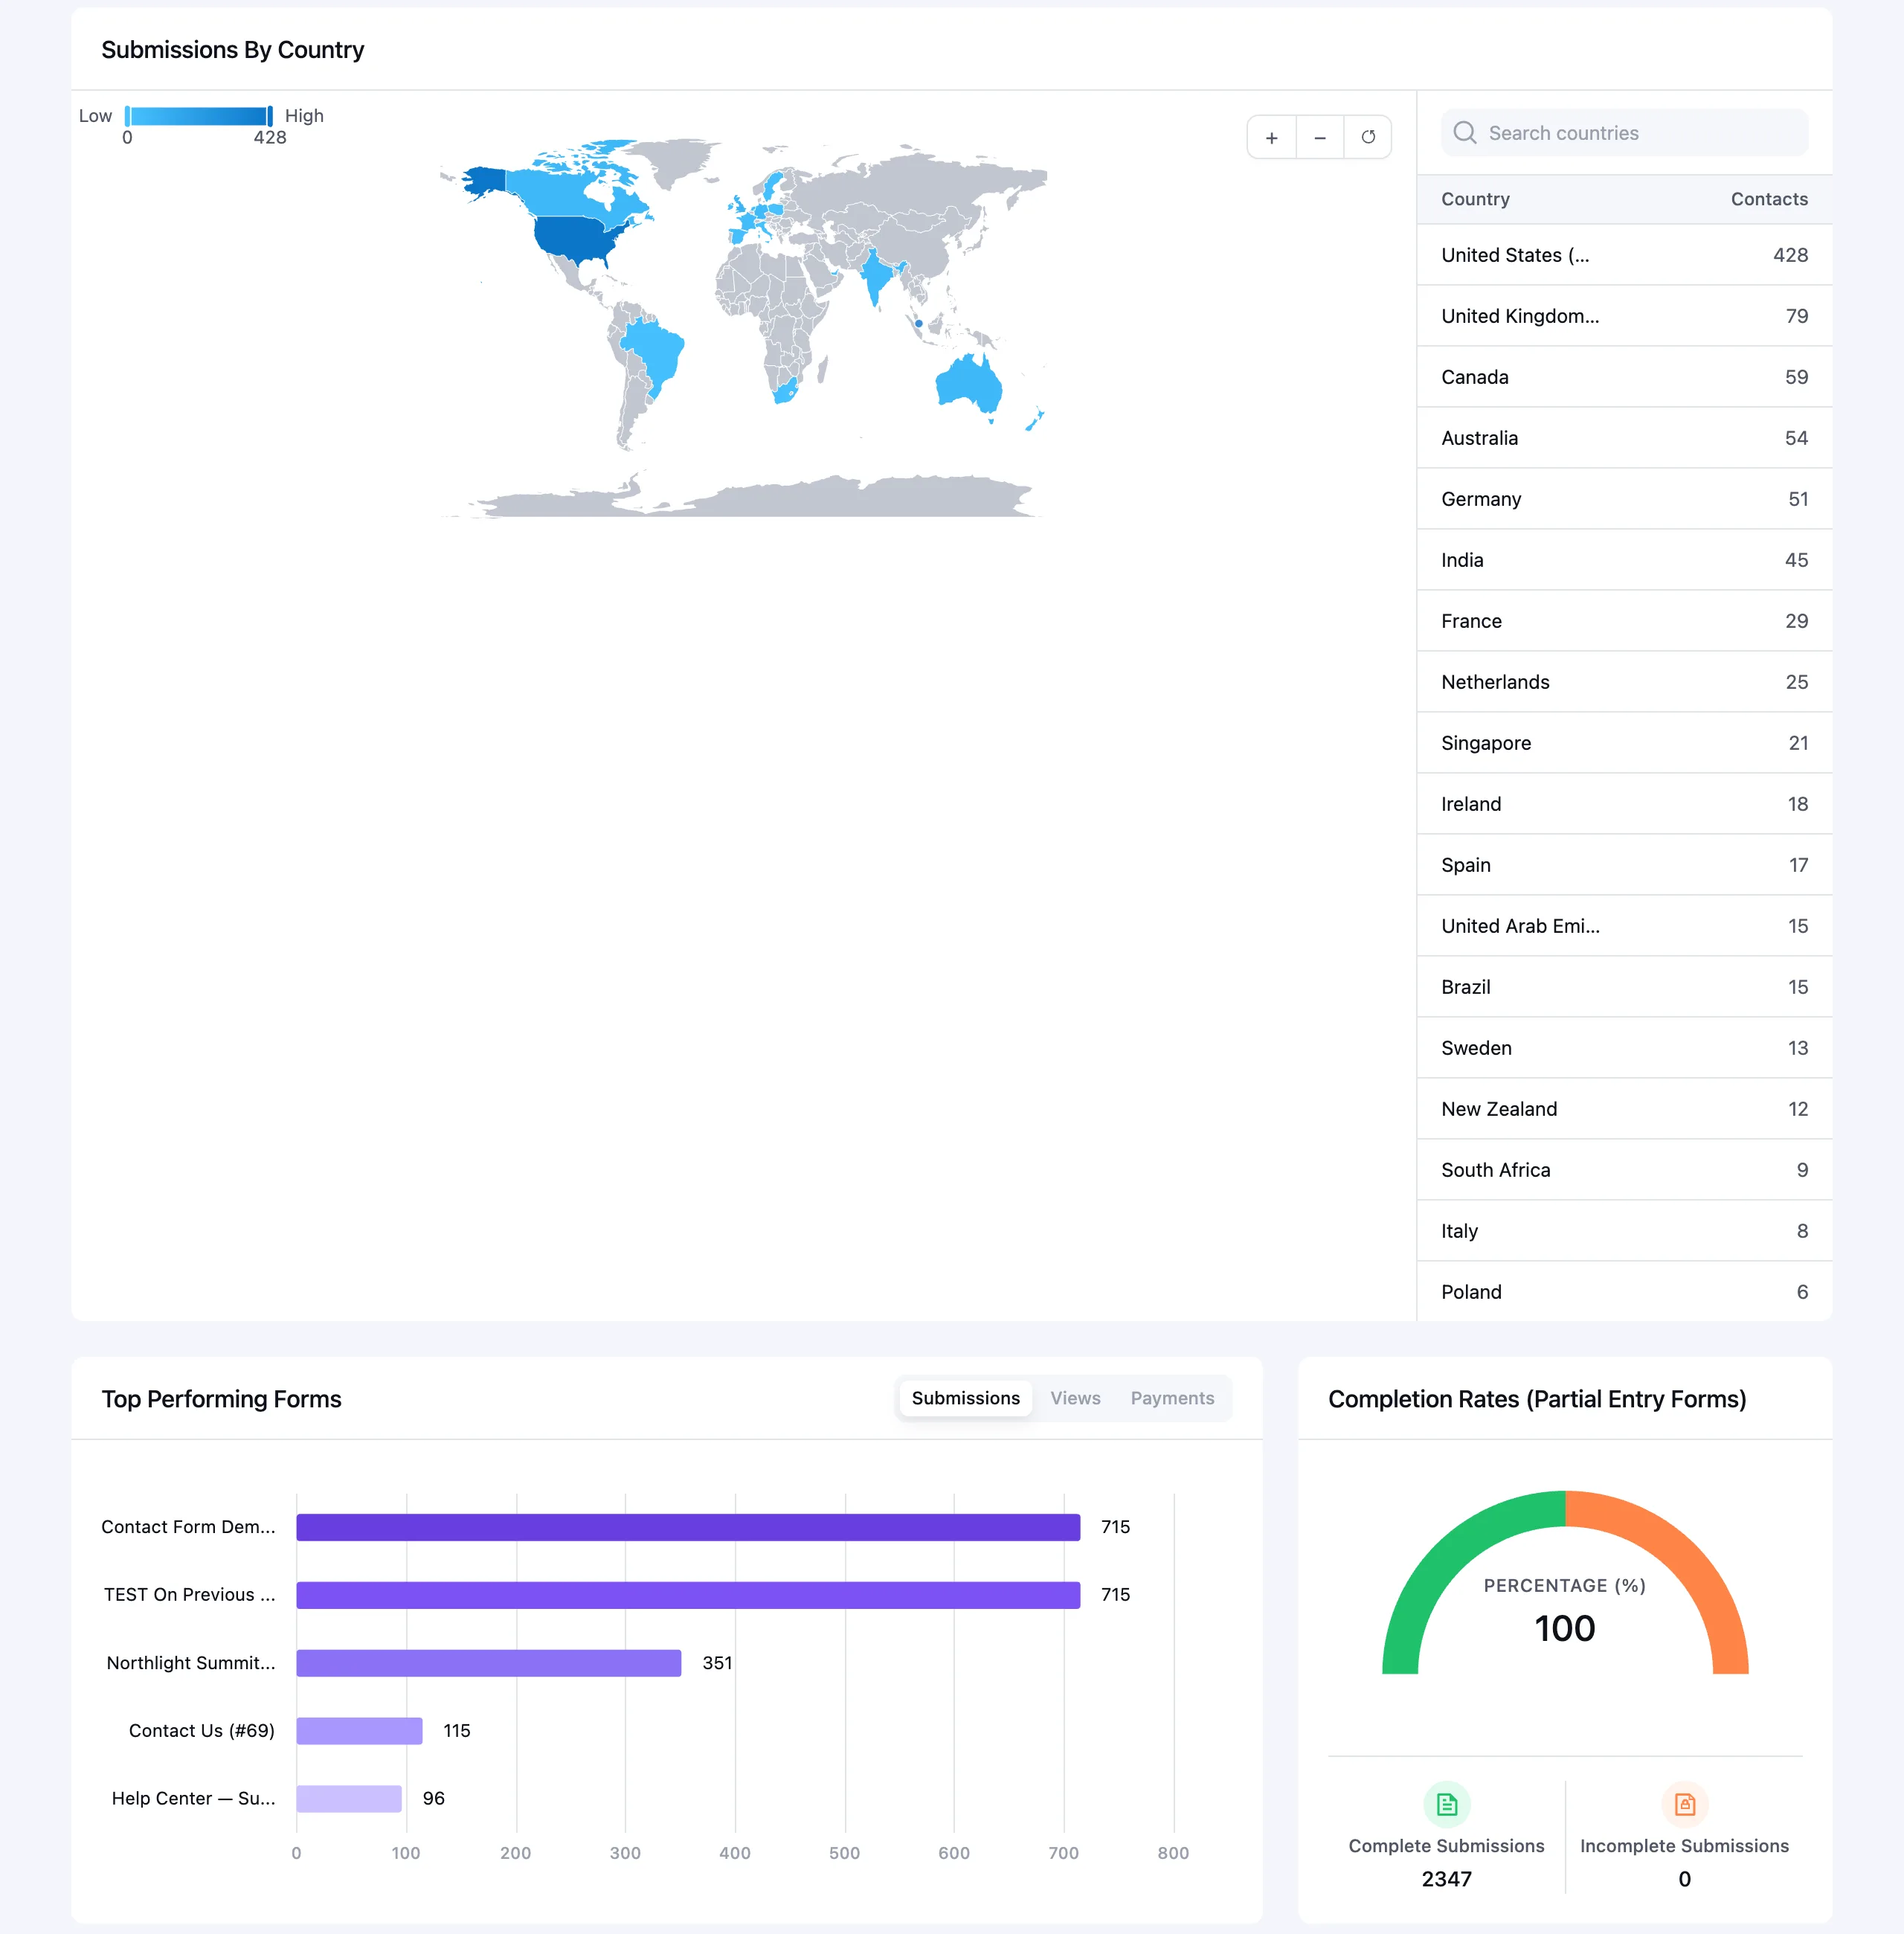 Submissions By Country
Low High
0 428
+ −
Search countries
Country Contacts
United States (... 428
United Kingdom... 79
Canada 59
Australia 54
Germany 51
India 45
France 29
Netherlands 25
Singapore 21
Ireland 18
Spain 17
United Arab Emi... 15
Brazil 15
Sweden 13
New Zealand 12
South Africa 9
Italy 8
Poland 6
Top Performing Forms
Submissions Views Payments
Contact Form Dem... 715
TEST On Previous ... 715
Northlight Summit... 351
Contact Us (#69) 115
Help Center — Su... 96
0 100 200 300 400 500 600 700 800
Completion Rates (Partial Entry Forms)
PERCENTAGE (%)
100
Complete Submissions
2347
Incomplete Submissions
0